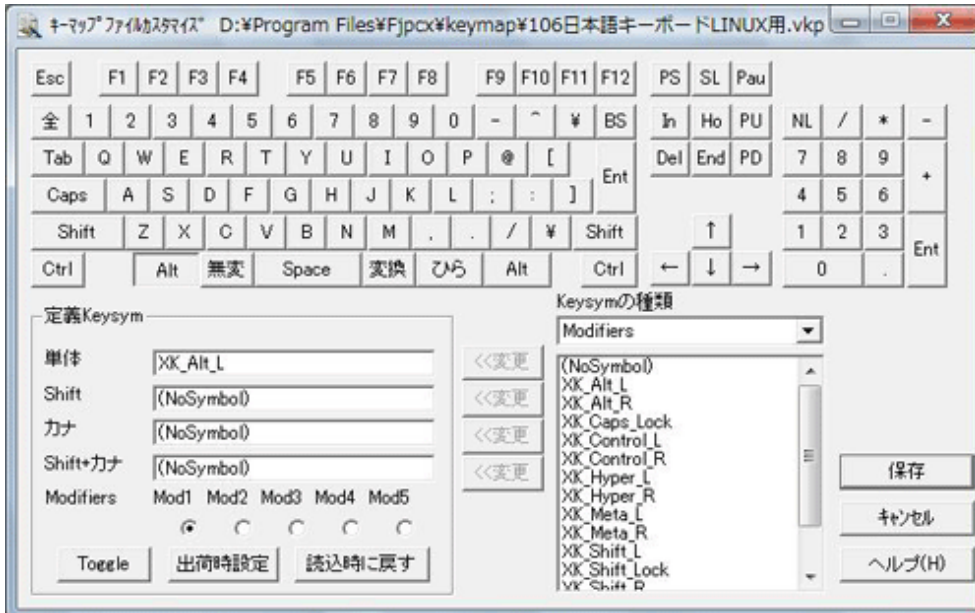 キーマップファイルカスタマイズ D:¥Program Files¥Fjpcx¥keymap¥106日本語キーボードLINUX用.vkp
Esc F1 F2 F3 F4 F5 F6 F7 F8 F9 F10 F11 F12 PS SL Pau
全 1 2 3 4 5 6 7 8 9 0 - ^ ¥ BS In Ho PU NL / * -
Tab Q W E R T Y U I O P @ [ Ent Del End PD 7 8 9 +
Caps A S D F G H J K L ; : ] 4 5 6
Shift Z X C V B N M , . / ¥ Shift ↑ 1 2 3 Ent
Ctrl Alt 無変 Space 変換 ひら Alt Ctrl ← ↓ → 0 .
定義Keysym
単体 XK_Alt_L <<変更
Shift (NoSymbol) <<変更
カナ (NoSymbol) <<変更
Shift+カナ (NoSymbol) <<変更
Modifiers Mod1 Mod2 Mod3 Mod4 Mod5
Toggle 出荷時設定 読込時に戻す
Keysymの種類
Modifiers
(NoSymbol)
XK_Alt_L
XK_Alt_R
XK_Caps_Lock
XK_Control_L
XK_Control_R
XK_Hyper_L
XK_Hyper_R
XK_Meta_L
XK_Meta_R
XK_Shift_L
XK_Shift_Lock
XK_Shift_R
保存
キャンセル
ヘルプ(H)